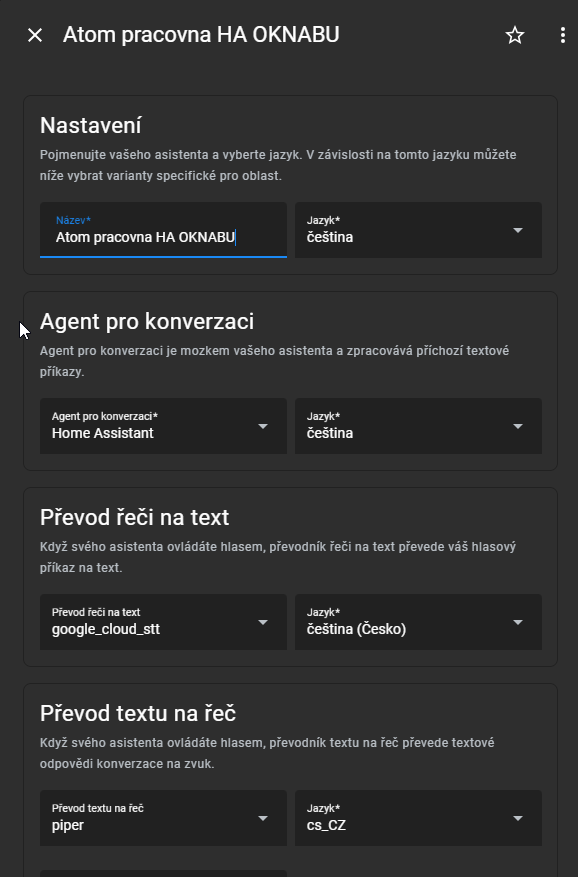 Atom pracovna HA OKNABU
Nastavení
Pojmenujte vašeho asistenta a vyberte jazyk. V závislosti na tomto jazyku můžete
níže vybrat varianty specifické pro oblast.
Název*
Atom pracovna HA OKNABU
Jazyk*
čeština
Agent pro konverzaci
Agent pro konverzaci je mozkem vašeho asistenta a zpracovává příchozí textové
příkazy.
Agent pro konverzaci*
Home Assistant
Jazyk*
čeština
Převod řeči na text
Když svého asistenta ovládáte hlasem, převodník řeči na text převede váš hlasový
příkaz na text.
Převod řeči na text
google_cloud_stt
Jazyk*
čeština (Česko)
Převod textu na řeč
Když svého asistenta ovládáte hlasem, převodník textu na řeč převede textové
odpovědi konverzace na zvuk.
Převod textu na řeč
piper
Jazyk*
cs_CZ